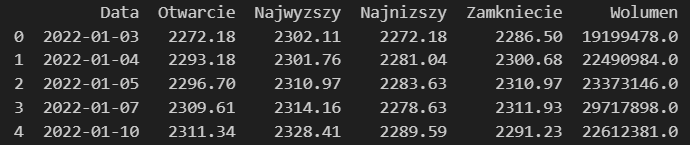 Data Otwarcie Najwyzszy Najnizszy Zamkniecie Wolumen
0 2022-01-03 2272.18 2302.11 2272.18 2286.50 19199478.0
1 2022-01-04 2293.18 2301.76 2281.04 2300.68 22490984.0
2 2022-01-05 2296.70 2310.97 2283.63 2310.97 23373146.0
3 2022-01-07 2309.61 2314.16 2278.63 2311.93 29717898.0
4 2022-01-10 2311.34 2328.41 2289.59 2291.23 22612381.0